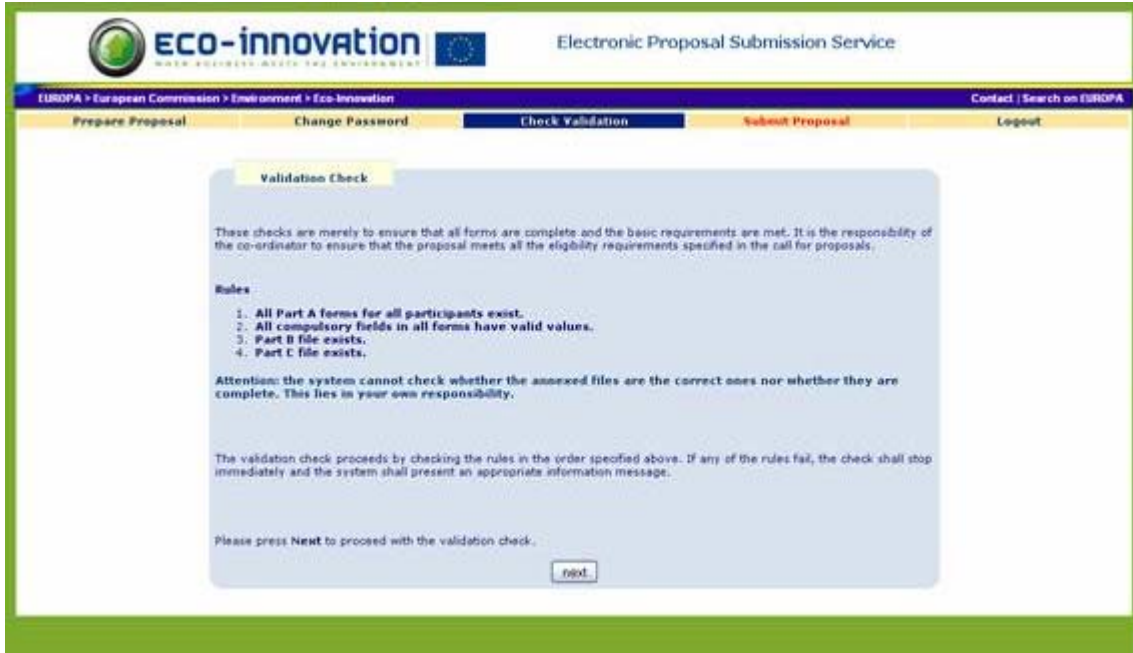 ECO-innovation
WHEN BUSINESS MEETS THE ENVIRONMENT
Electronic Proposal Submission Service
EUROPA > European Commission > Environment > Eco-Innovation
Contact | Search on EUROPA
Prepare Proposal
Change Password
Check Validation
Submit Proposal
Logout
Validation Check
These checks are merely to ensure that all forms are complete and the basic requirements are met. It is the responsibility of
the co-ordinator to ensure that the proposal meets all the eligibility requirements specified in the call for proposals.
Rules
1. All Part A forms for all participants exist.
2. All compulsory fields in all forms have valid values.
3. Part B file exists.
4. Part C file exists.
Attention: the system cannot check whether the annexed files are the correct ones nor whether they are
complete. This lies in your own responsibility.
The validation check proceeds by checking the rules in the order specified above. If any of the rules fail, the check shall stop
immediately and the system shall present an appropriate information message.
Please press Next to proceed with the validation check.
next